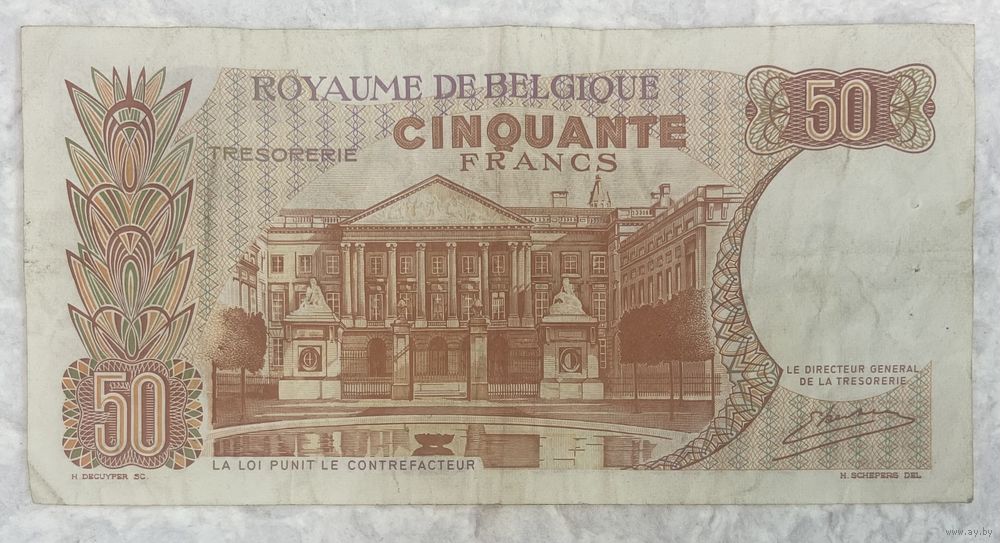 ROYAUME DE BELGIQUE
50
CINQUANTE
TRESORERIE
FRANCS
LE DIRECTEUR GENERAL
DE LA TRESORERIE
50
LA LOI PUNIT LE CONTREFACTEUR
H. DECUYPER SC.
H. SCHEPERS DEL.
www.ay.by